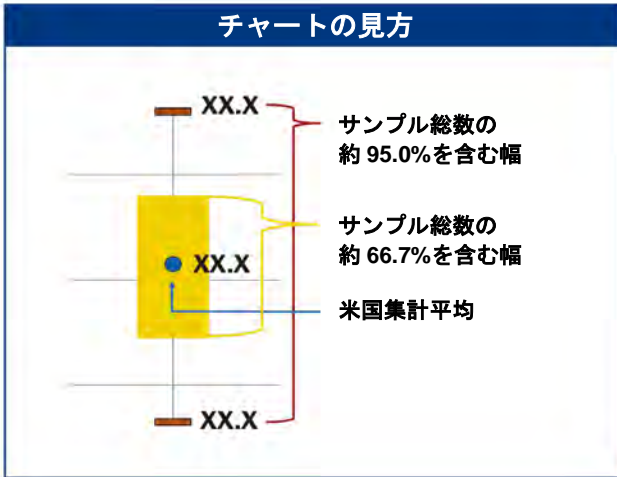 チャートの見方
XX.X
サンプル総数の
約 95.0%を含む幅
サンプル総数の
約 66.7%を含む幅
XX.X
米国集計平均
XX.X